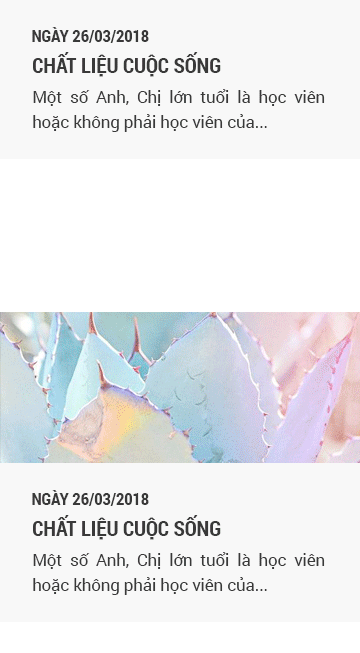 NGÀY 26/03/2018
CHẤT LIỆU CUỘC SỐNG
Một số Anh, Chị lớn tuổi là học viên
hoặc không phải học viên của...
NGÀY 26/03/2018
CHẤT LIỆU CUỘC SỐNG
Một số Anh, Chị lớn tuổi là học viên
hoặc không phải học viên của...